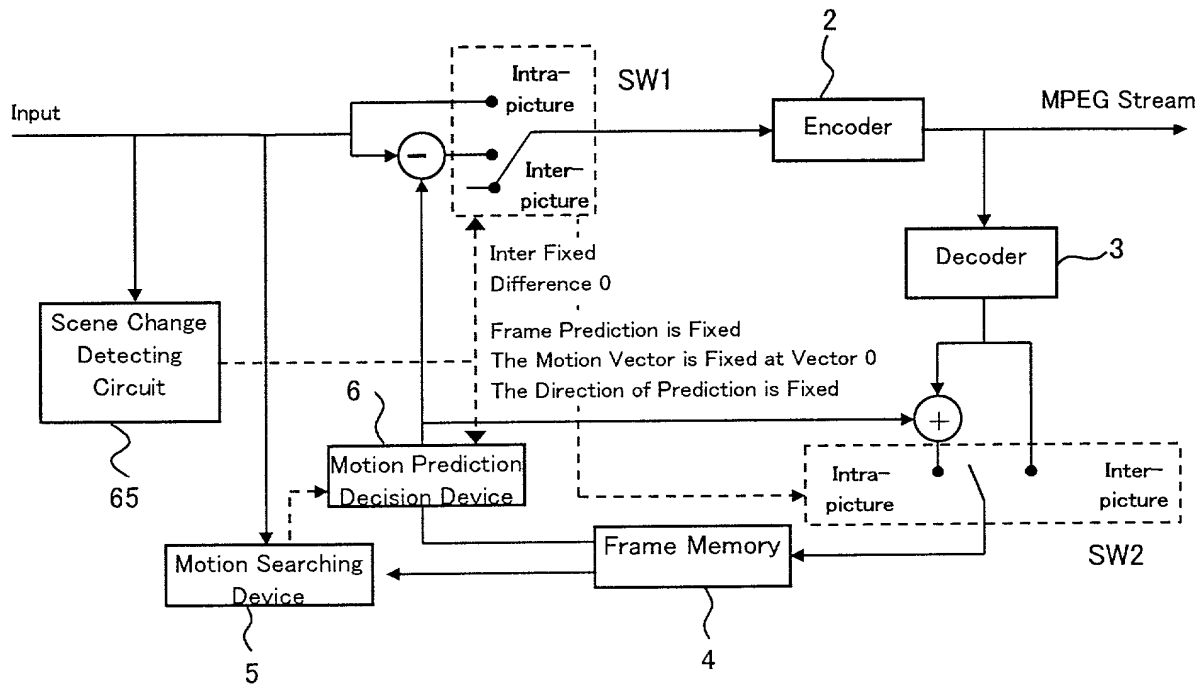 2
SW1
Intra-
picture
Input
MPEG Stream
Encoder
−
Inter-
picture
Inter Fixed
Difference 0
Decoder
3
Scene Change
Detecting
Circuit
Frame Prediction is Fixed
The Motion Vector is Fixed at Vector 0
The Direction of Prediction is Fixed
6
+
65
Motion Prediction
Decision Device
Intra-
picture
Inter-
picture
Frame Memory
SW2
Motion Searching
Device
5
4